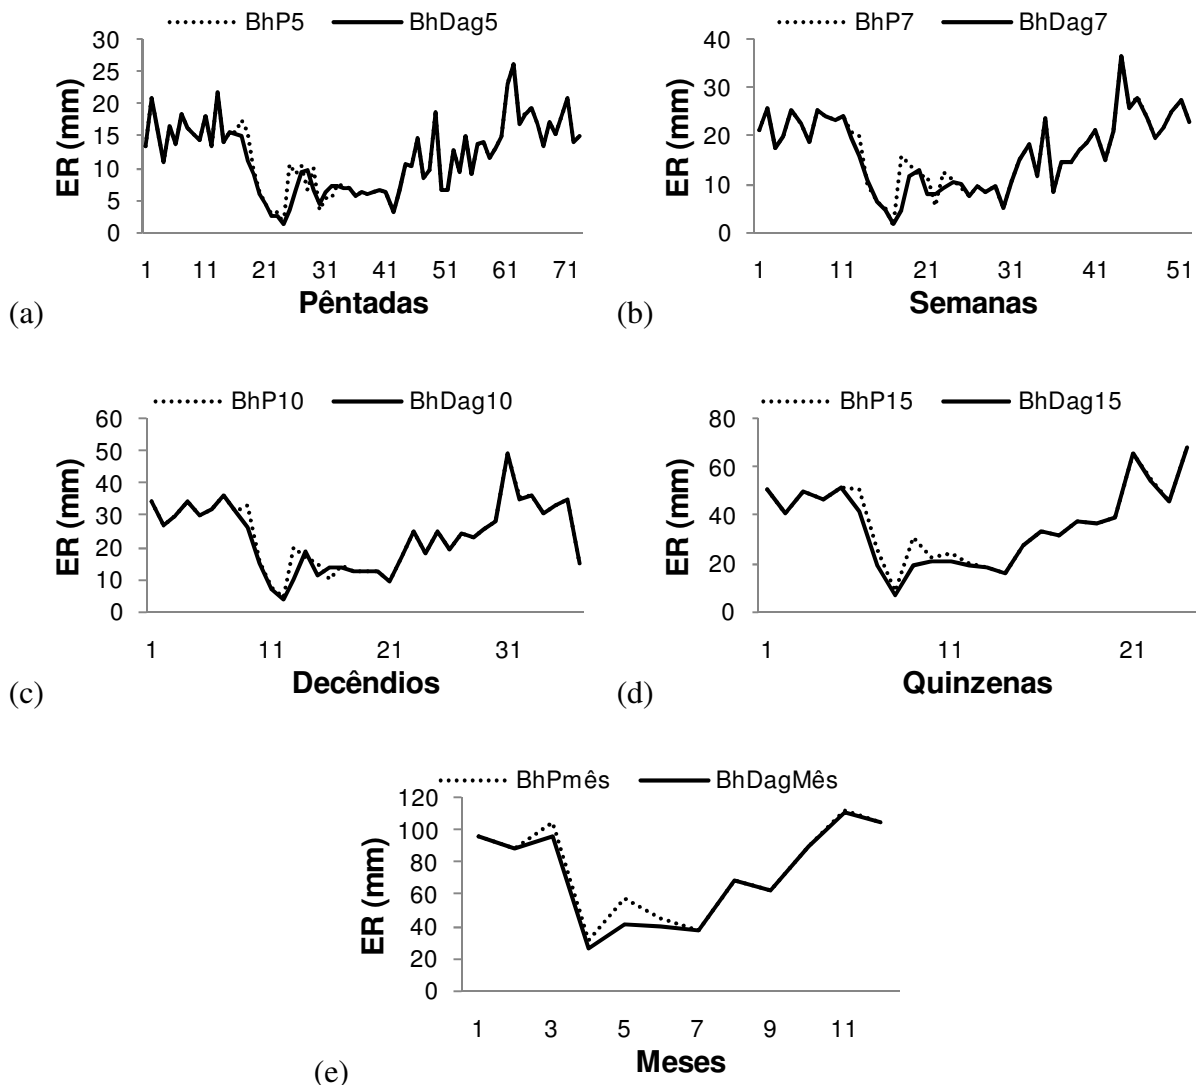 BhP5 BhDag5
30
25
20
15
10
5
0
ER (mm)
1 11 21 31 41 51 61 71
Pêntadas
(a)
BhP7 BhDag7
40
30
20
10
0
ER (mm)
1 11 21 31 41 51
Semanas
(b)
BhP10 BhDag10
60
50
40
30
20
10
0
ER (mm)
1 11 21 31
Decêndios
(c)
BhP15 BhDag15
80
60
40
20
0
ER (mm)
1 11 21
Quinzenas
(d)
BhPmês BhDagMês
120
100
80
60
40
20
0
ER (mm)
1 3 5 7 9 11
Meses
(e)